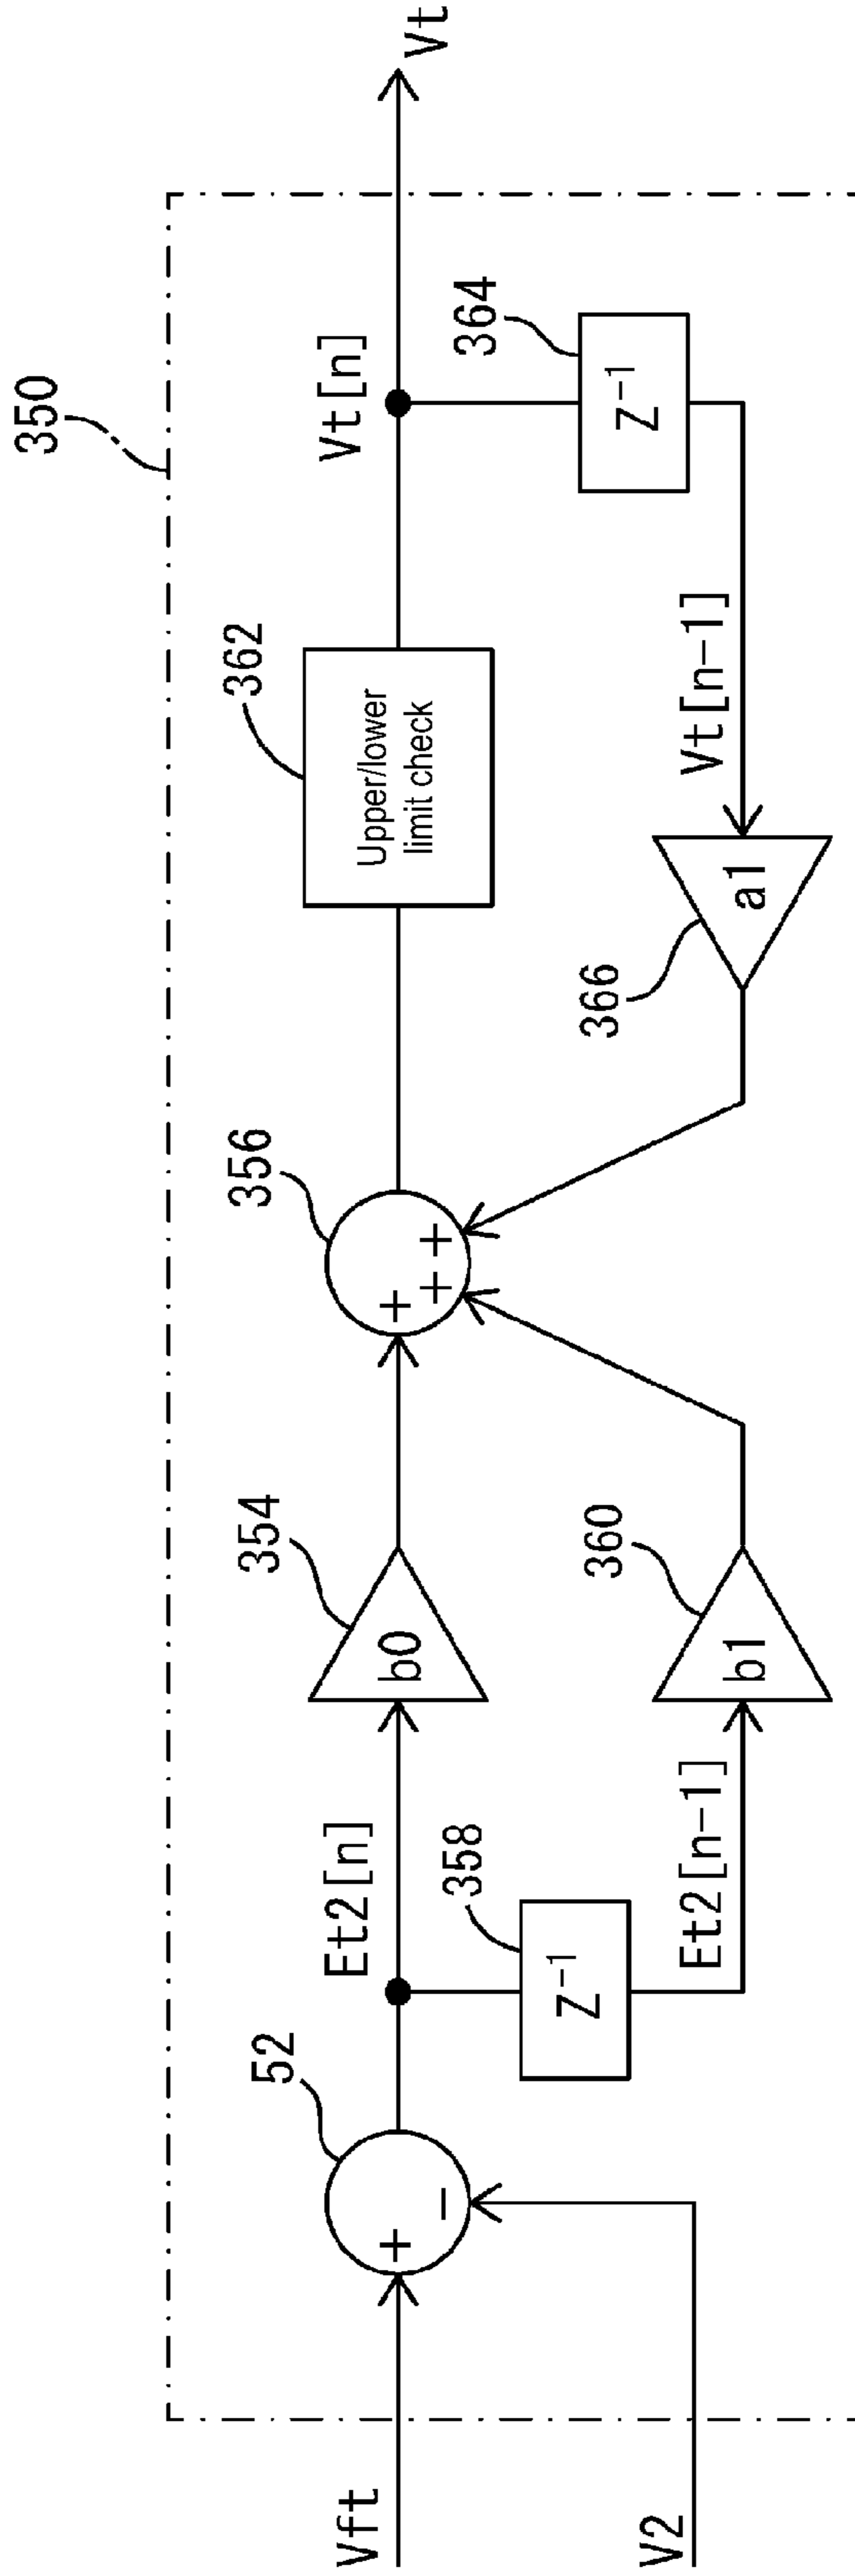 350
Vft
V2
52
+
−
Et2[n]
358
Z⁻¹
Et2[n-1]
354
b0
360
b1
356
+
+
+
362
Upper/lower
limit check
Vt[n]
364
Z⁻¹
Vt[n-1]
366
a1
Vt